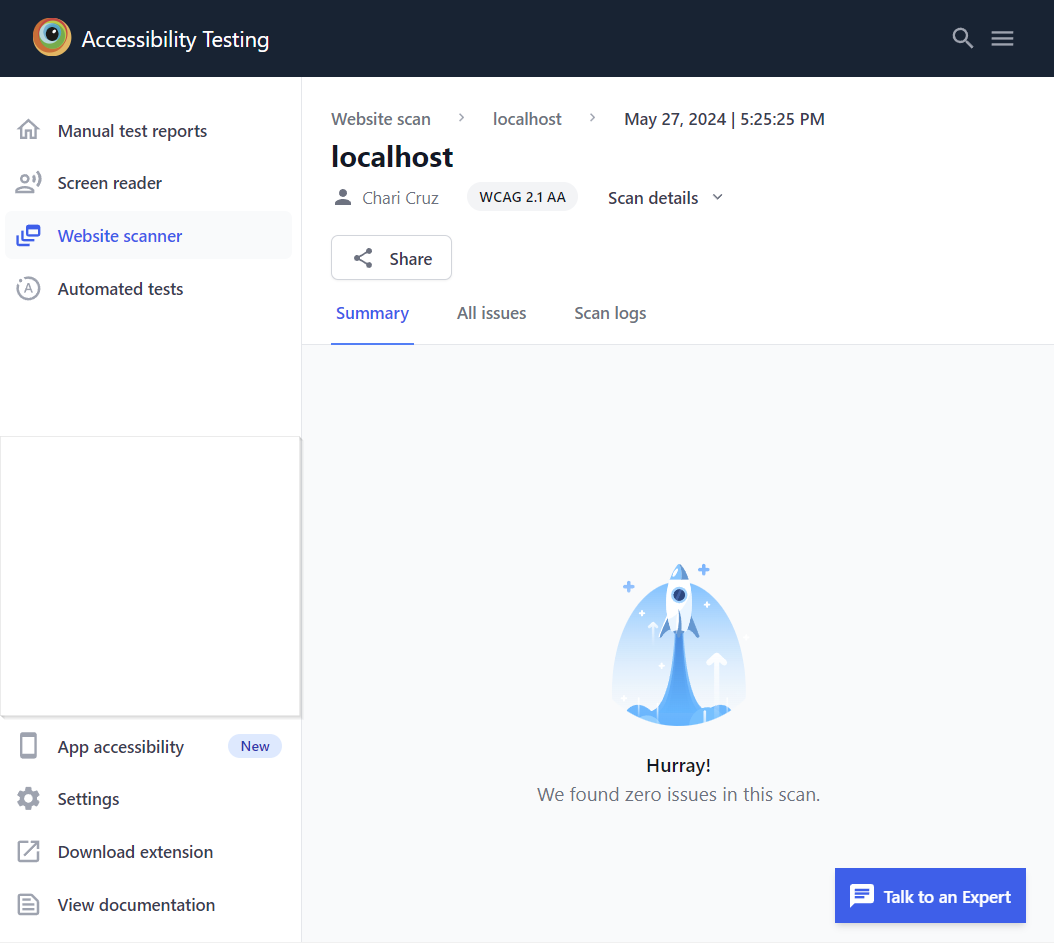 Accessibility Testing
Manual test reports
Screen reader
Website scanner
A Automated tests
App accessibility New
Settings
Download extension
View documentation
Website scan > localhost > May 27, 2024 | 5:25:25 PM
localhost
Chari Cruz WCAG 2.1 AA Scan details
Share
Summary All issues Scan logs
Hurray!
We found zero issues in this scan.
Talk to an Expert